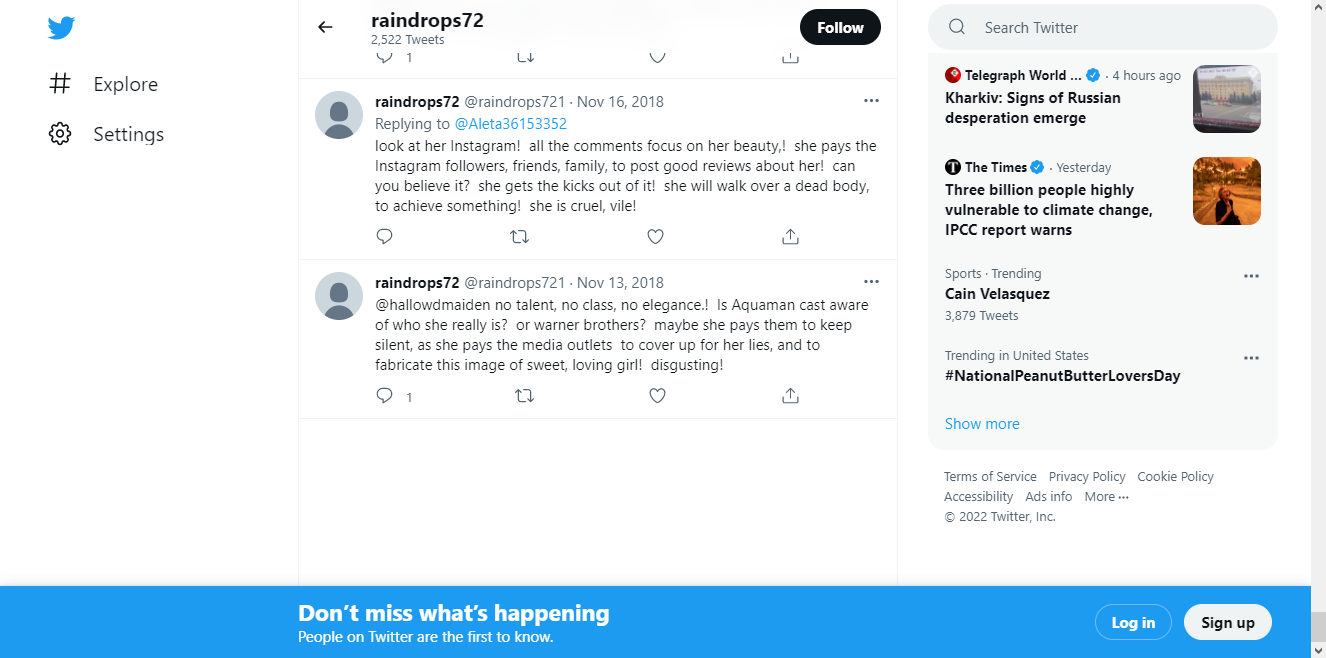 raindrops72
2,522 Tweets
Follow
Search Twitter
Explore
Settings
1
raindrops72 @raindrops721 · Nov 16, 2018
Replying to @Aleta36153352
look at her Instagram!  all the comments focus on her beauty,!  she pays the
Instagram followers, friends, family, to post good reviews about her!  can
you believe it?  she gets the kicks out of it!  she will walk over a dead body,
to achieve something!  she is cruel, vile!
raindrops72 @raindrops721 · Nov 13, 2018
@hallowdmaiden no talent, no class, no elegance.!  Is Aquaman cast aware
of who she really is?  or warner brothers?  maybe she pays them to keep
silent, as she pays the media outlets  to cover up for her lies, and to
fabricate this image of sweet, loving girl!  disgusting!
1
Telegraph World ... · 4 hours ago
Kharkiv: Signs of Russian
desperation emerge
The Times · Yesterday
Three billion people highly
vulnerable to climate change,
IPCC report warns
Sports · Trending
Cain Velasquez
3,879 Tweets
Trending in United States
#NationalPeanutButterLoversDay
Show more
Terms of Service Privacy Policy Cookie Policy
Accessibility Ads info More ···
© 2022 Twitter, Inc.
Don't miss what's happening
People on Twitter are the first to know.
Log in
Sign up